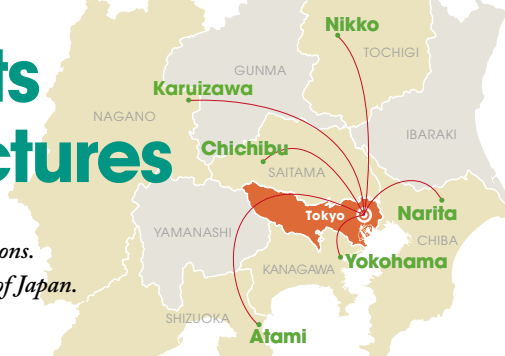 Nikko
TOCHIGI
ts
GUNMA
Karuizawa
NAGANO
IBARAKI
ctures
Chichibu
SAITAMA
Tokyo
Narita
YAMANASHI
CHIBA
ons.
Yokohama
KANAGAWA
of Japan.
SHIZUOKA
Atami